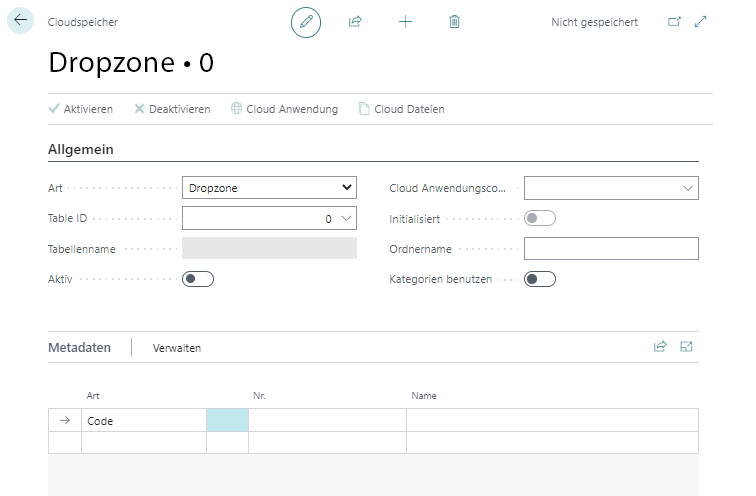 Cloudspeicher
Nicht gespeichert
Dropzone • 0
Aktivieren
Deaktivieren
Cloud Anwendung
Cloud Dateien
Allgemein
Art
Dropzone
Cloud Anwendungsco...
Table ID
0
Initialisiert
Tabellenname
Ordnername
Aktiv
Kategorien benutzen
Metadaten
Verwalten
Art
Nr.
Name
Code